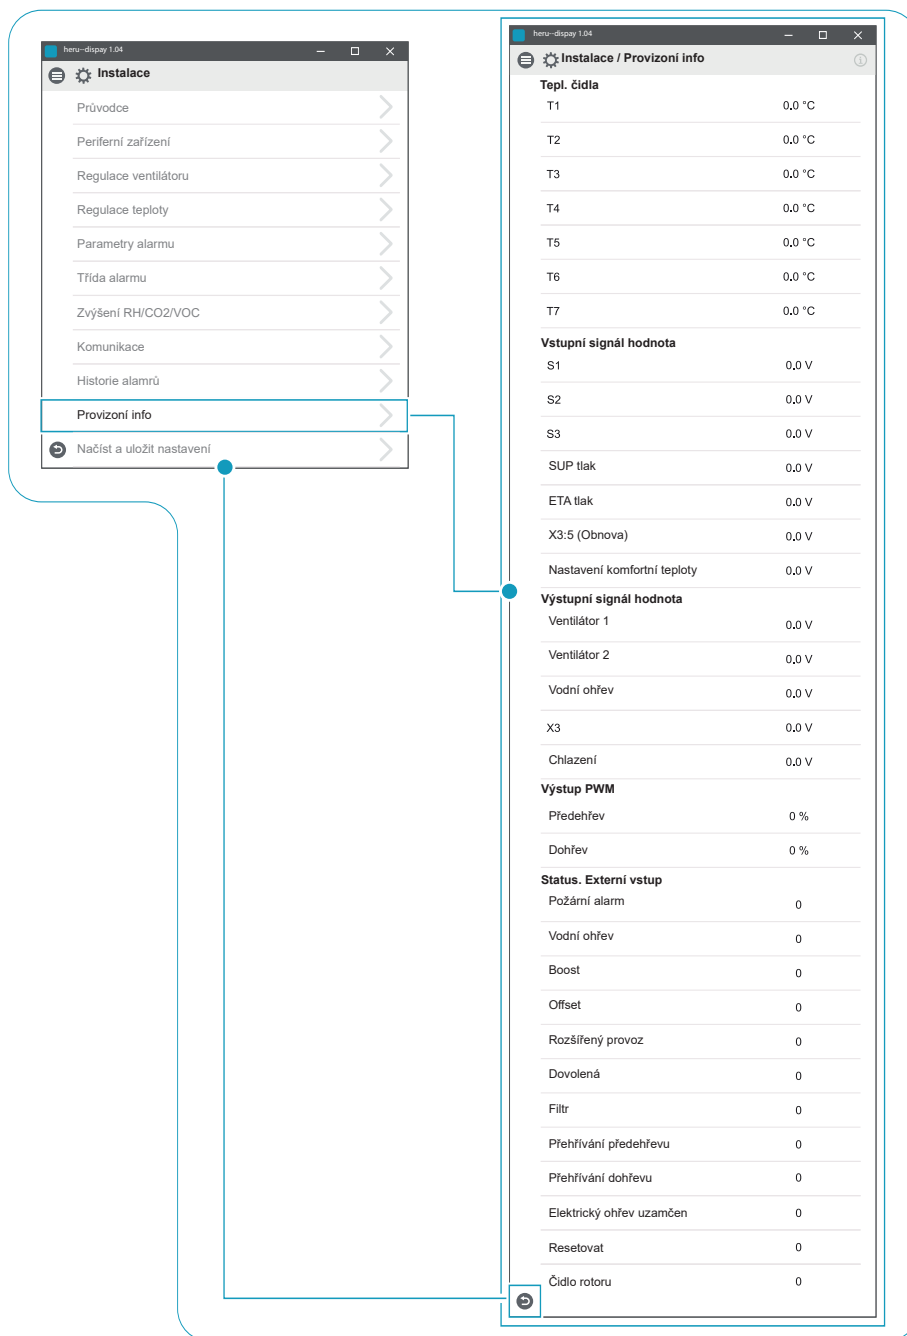 heru--dispay 1.04
Instalace
Průvodce
Periferní zařízení
Regulace ventilátoru
Regulace teploty
Parametry alarmu
Třída alarmu
Zvýšení RH/CO2/VOC
Komunikace
Historie alamrů
Provizoní info
Načíst a uložit nastavení
heru--dispay 1.04
Instalace / Provizoní info
Tepl. čidla
T1 0.0 °C
T2 0.0 °C
T3 0.0 °C
T4 0.0 °C
T5 0.0 °C
T6 0.0 °C
T7 0.0 °C
Vstupní signál hodnota
S1 0.0 V
S2 0.0 V
S3 0.0 V
SUP tlak 0.0 V
ETA tlak 0.0 V
X3:5 (Obnova) 0.0 V
Nastavení komfortní teploty 0.0 V
Výstupní signál hodnota
Ventilátor 1 0.0 V
Ventilátor 2 0.0 V
Vodní ohřev 0.0 V
X3 0.0 V
Chlazení 0.0 V
Výstup PWM
Předehřev 0 %
Dohřev 0 %
Status. Externí vstup
Požární alarm 0
Vodní ohřev 0
Boost 0
Offset 0
Rozšířený provoz 0
Dovolená 0
Filtr 0
Přehřívání předehřevu 0
Přehřívání dohřevu 0
Elektrický ohřev uzamčen 0
Resetovat 0
Čidlo rotoru 0